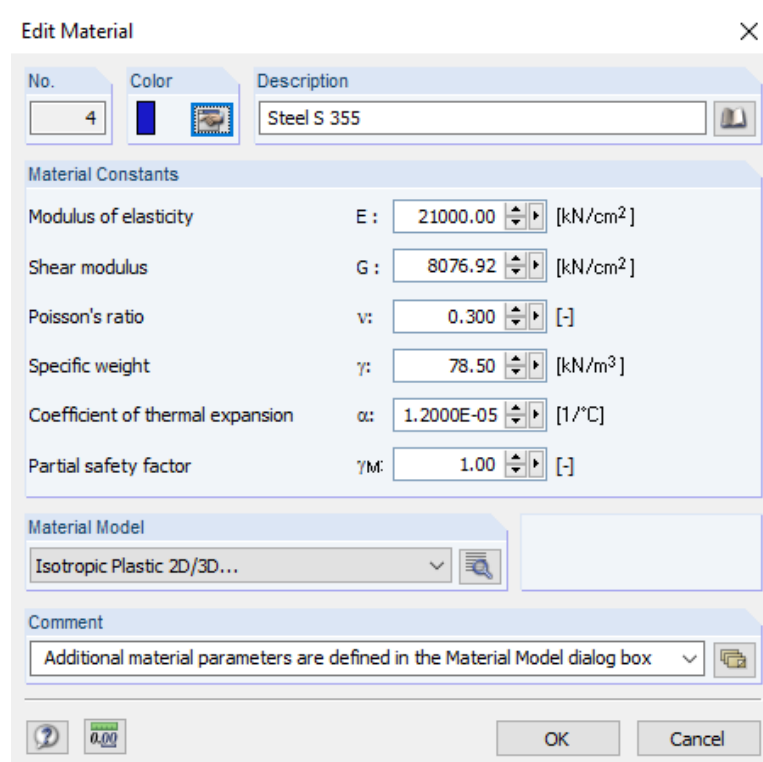 Edit Material
No. Color Description
4 Steel S 355
Material Constants
Modulus of elasticity E : 21000.00 [kN/cm²]
Shear modulus G : 8076.92 [kN/cm²]
Poisson's ratio ν: 0.300 [-]
Specific weight γ: 78.50 [kN/m³]
Coefficient of thermal expansion α: 1.2000E-05 [1/°C]
Partial safety factor γM: 1.00 [-]
Material Model
Isotropic Plastic 2D/3D...
Comment
Additional material parameters are defined in the Material Model dialog box
0.00 OK Cancel